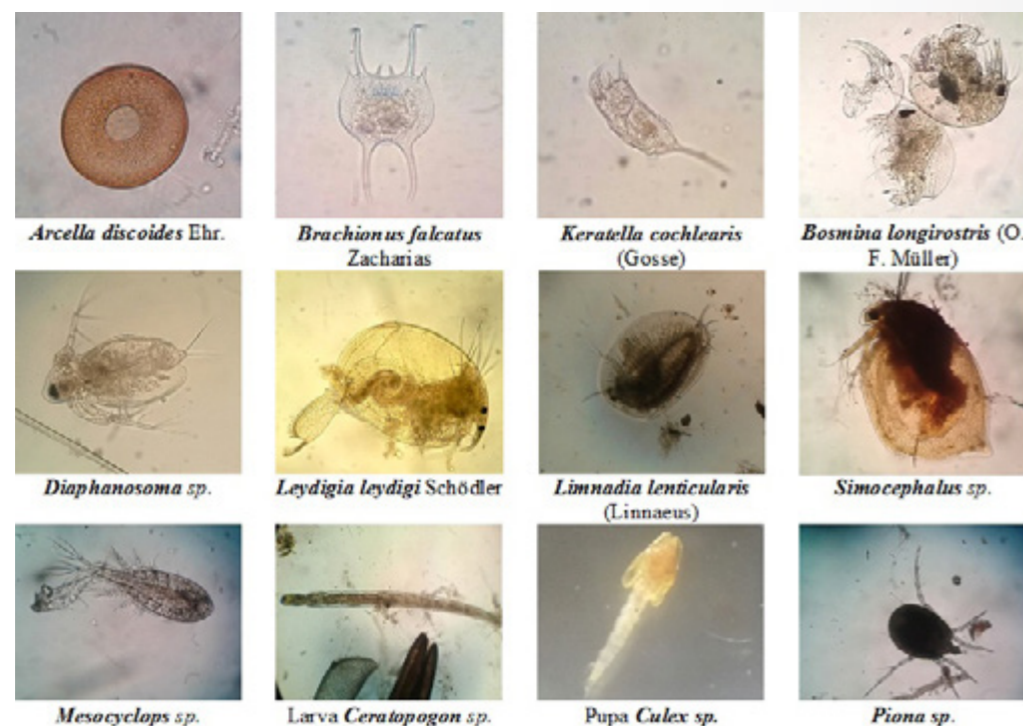 Arcella discoides Ehr.
Brachionus falcatus
Zacharias
Keratella cochlearis
(Gosse)
Bosmina longirostris (O.
F. Müller)
Diaphanosoma sp.
Leydigia leydigi Schödler
Limnadia lenticularis
(Linnaeus)
Simocephalus sp.
Mesocyclops sp.
Larva Ceratopogon sp.
Pupa Culex sp.
Piona sp.